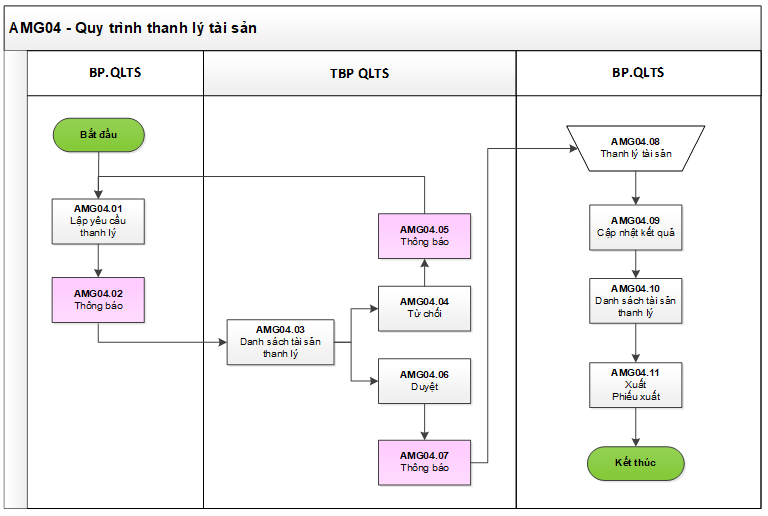 AMG04 - Quy trình thanh lý tài sản
BP.QLTS
TBP QLTS
BP.QLTS
Bắt đầu
AMG04.01
Lập yêu cầu
thanh lý
AMG04.02
Thông báo
AMG04.03
Danh sách tài sản
thanh lý
AMG04.05
Thông báo
AMG04.04
Từ chối
AMG04.06
Duyệt
AMG04.07
Thông báo
AMG04.08
Thanh lý tài sản
AMG04.09
Cập nhật kết quả
AMG04.10
Danh sách tài sản
thanh lý
AMG04.11
Xuất
Phiếu xuất
Kết thúc